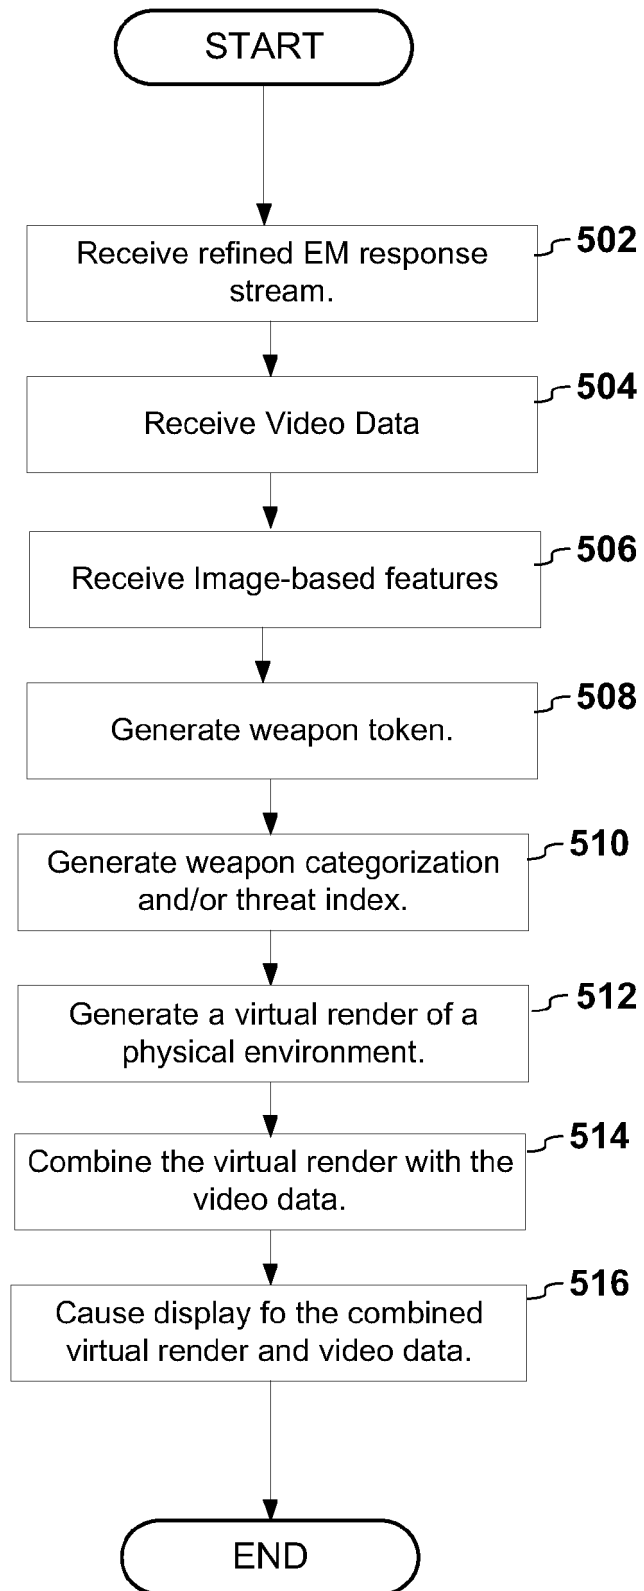 START
Receive refined EM response
stream.
502
Receive Video Data
504
Receive Image-based features
506
Generate weapon token.
508
Generate weapon categorization
and/or threat index.
510
Generate a virtual render of a
physical environment.
512
Combine the virtual render with the
video data.
514
Cause display fo the combined
virtual render and video data.
516
END